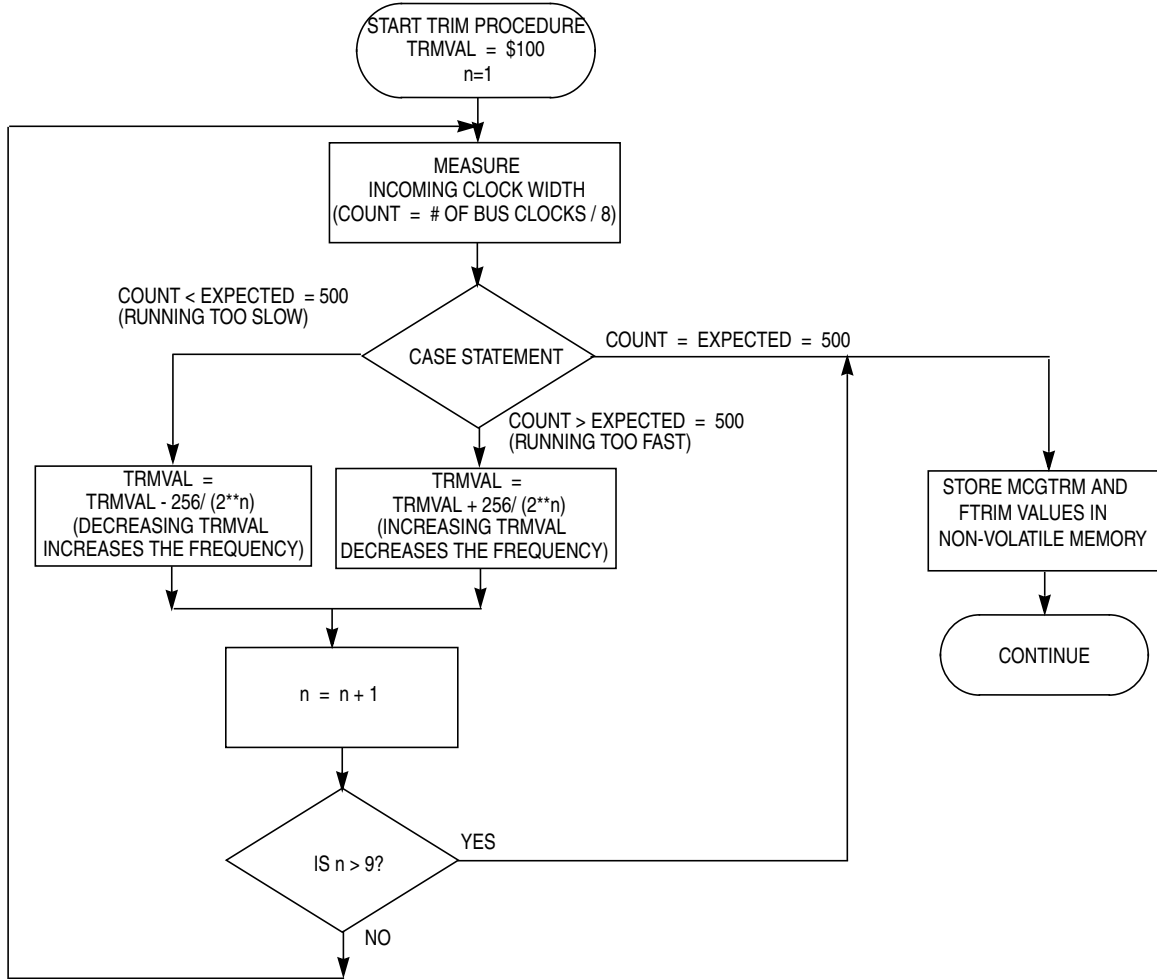 START TRIM PROCEDURE
TRMVAL = $100
n=1
MEASURE
INCOMING CLOCK WIDTH
(COUNT = # OF BUS CLOCKS / 8)
COUNT < EXPECTED = 500
(RUNNING TOO SLOW)
CASE STATEMENT
COUNT = EXPECTED = 500
COUNT > EXPECTED = 500
(RUNNING TOO FAST)
TRMVAL =
TRMVAL - 256/ (2**n)
(DECREASING TRMVAL
INCREASES THE FREQUENCY)
TRMVAL =
TRMVAL + 256/ (2**n)
(INCREASING TRMVAL
DECREASES THE FREQUENCY)
STORE MCGTRM AND
FTRIM VALUES IN
NON-VOLATILE MEMORY
CONTINUE
n = n + 1
IS n > 9?
YES
NO